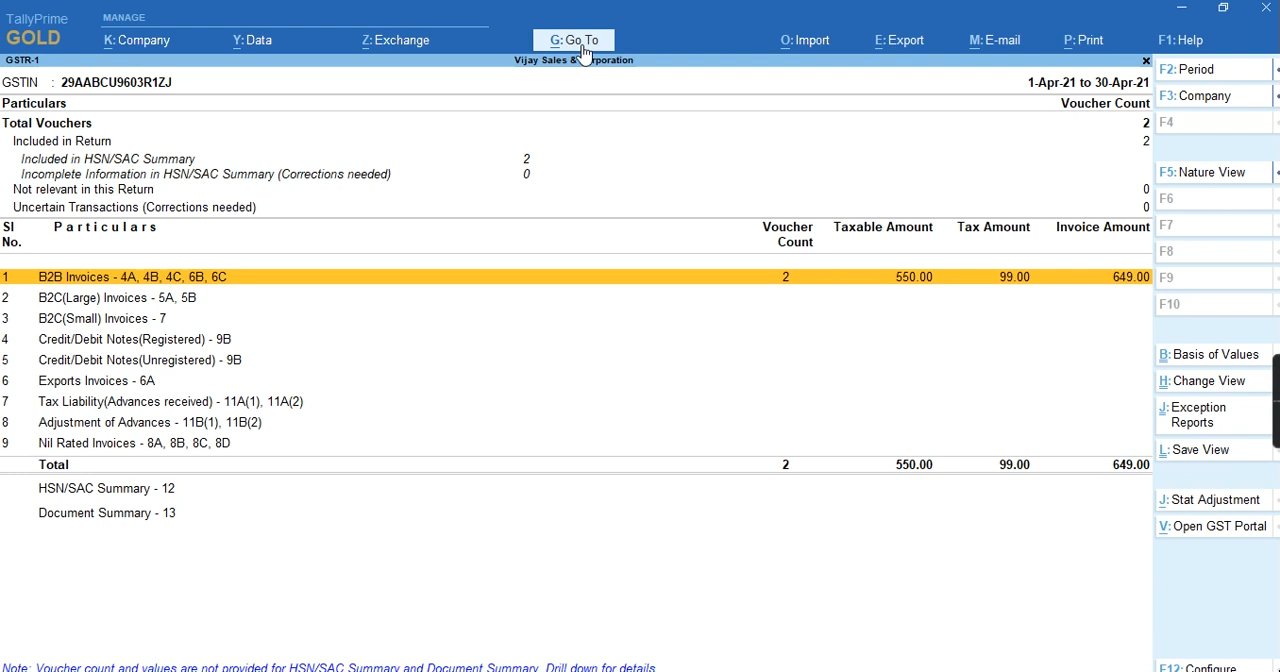 TallyPrime MANAGE
GOLD K: Company Y: Data Z: Exchange G: Go To O: Import E: Export M: E-mail P: Print F1: Help
GSTR-1 Vijay Sales &
GSTIN : 29AABCU9603R1ZJ 1-Apr-21 to 30-Apr-21
Particulars Voucher Count
Total Vouchers 2
Included in Return 2
Included in HSN/SAC Summary 2
Incomplete Information in HSN/SAC Summary (Corrections needed) 0
Not relevant in this Return 0
Uncertain Transactions (Corrections needed) 0
Sl No. Particulars Voucher Count Taxable Amount Tax Amount Invoice Amount
1 B2B Invoices - 4A, 4B, 4C, 6B, 6C 2 550.00 99.00 649.00
2 B2C(Large) Invoices - 5A, 5B
3 B2C(Small) Invoices - 7
4 Credit/Debit Notes(Registered) - 9B
5 Credit/Debit Notes(Unregistered) - 9B
6 Exports Invoices - 6A
7 Tax Liability(Advances received) - 11A(1), 11A(2)
8 Adjustment of Advances - 11B(1), 11B(2)
9 Nil Rated Invoices - 8A, 8B, 8C, 8D
Total 2 550.00 99.00 649.00
HSN/SAC Summary - 12
Document Summary - 13
Note: Voucher count and values are not provided for HSN/SAC Summary and Document Summary. Drill down for details
F2: Period
F3: Company
F4
F5: Nature View
F6
F7
F8
F9
F10
B: Basis of Values
H: Change View
J: Exception
Reports
L: Save View
J: Stat Adjustment
V: Open GST Portal
F12: Configure